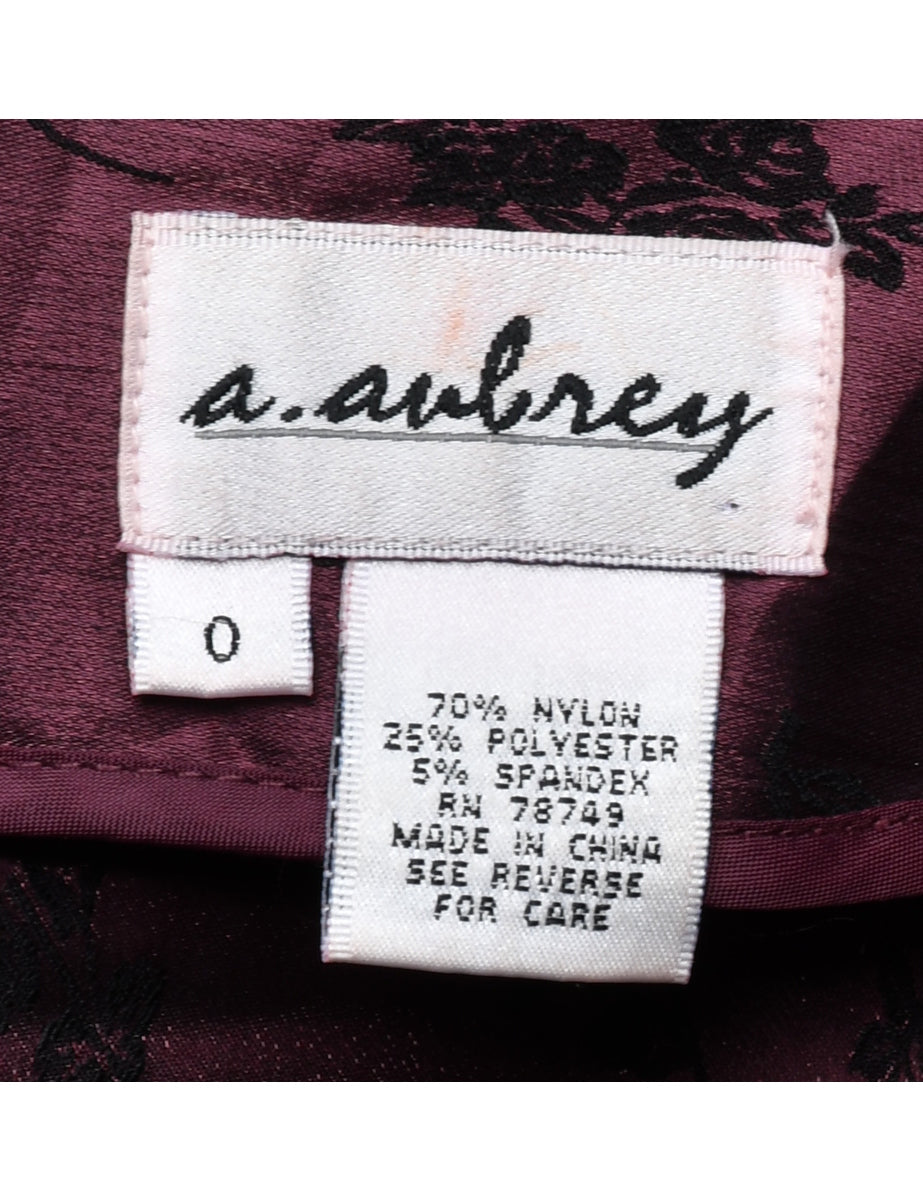 a.aubrey
0
70% NYLON
25% POLYESTER
5% SPANDEX
RN 78749
MADE IN CHINA
SEE REVERSE
FOR CARE